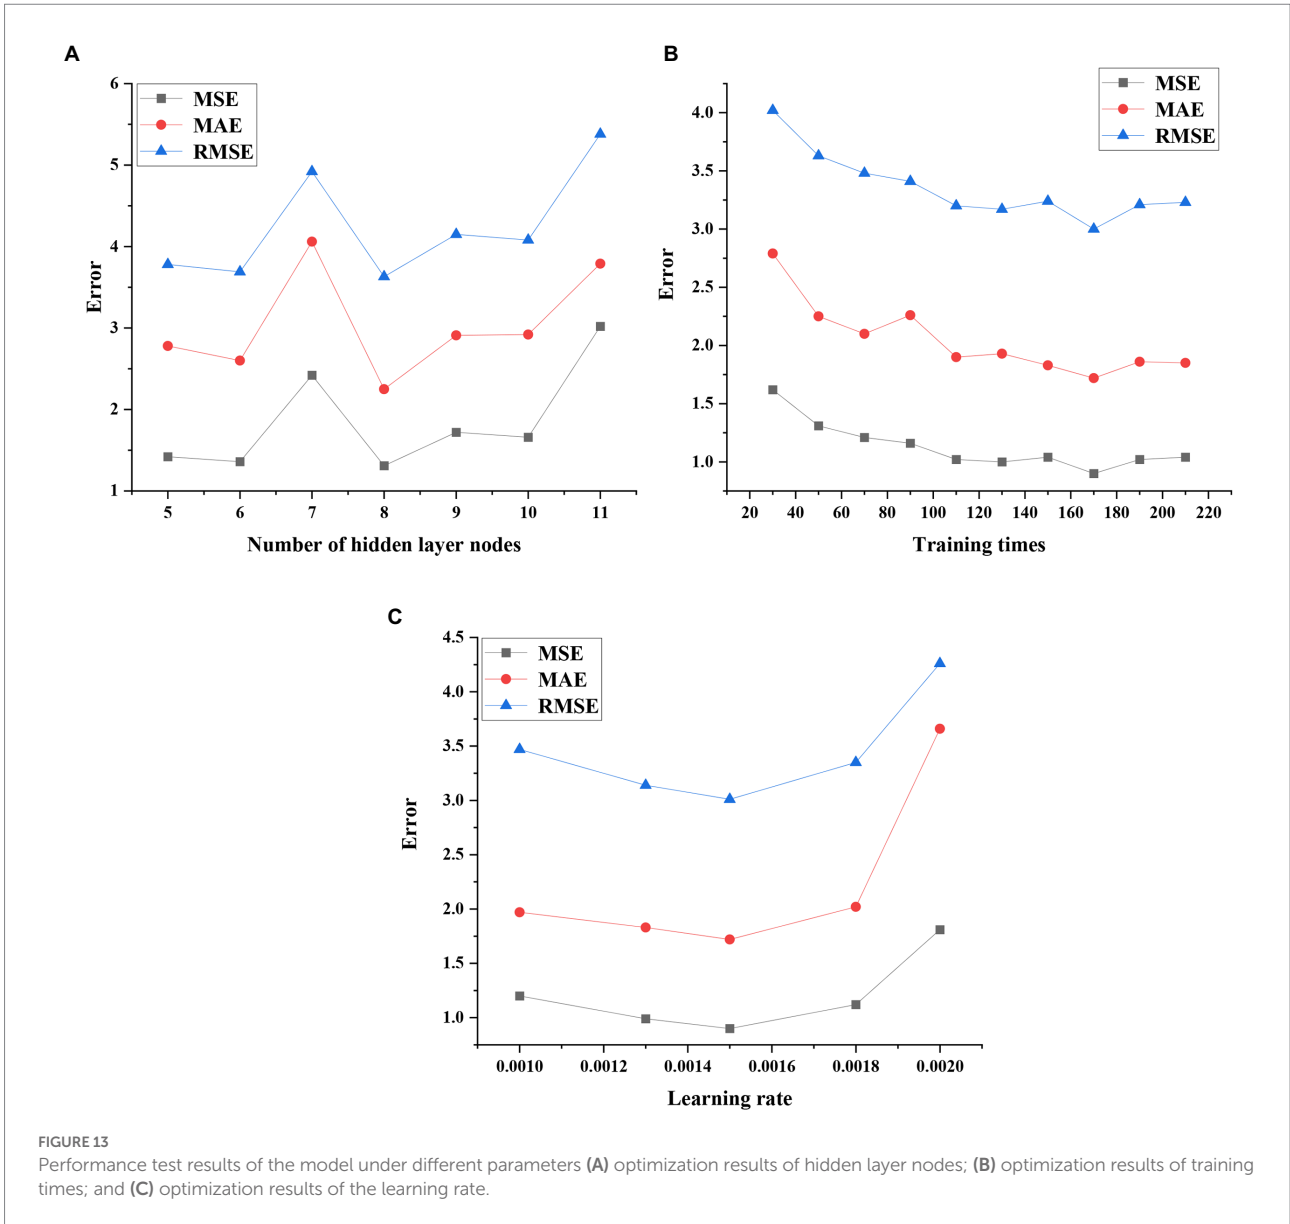 A
MSE
MAE
RMSE
6
5
4
3
2
1
Error
5 6 7 8 9 10 11
Number of hidden layer nodes
B
MSE
MAE
RMSE
4.0
3.5
3.0
2.5
2.0
1.5
1.0
Error
20 40 60 80 100 120 140 160 180 200 220
Training times
C
MSE
MAE
RMSE
4.5
4.0
3.5
3.0
2.5
2.0
1.5
1.0
Error
0.0010 0.0012 0.0014 0.0016 0.0018 0.0020
Learning rate
FIGURE 13
Performance test results of the model under different parameters (A) optimization results of hidden layer nodes; (B) optimization results of training
times; and (C) optimization results of the learning rate.